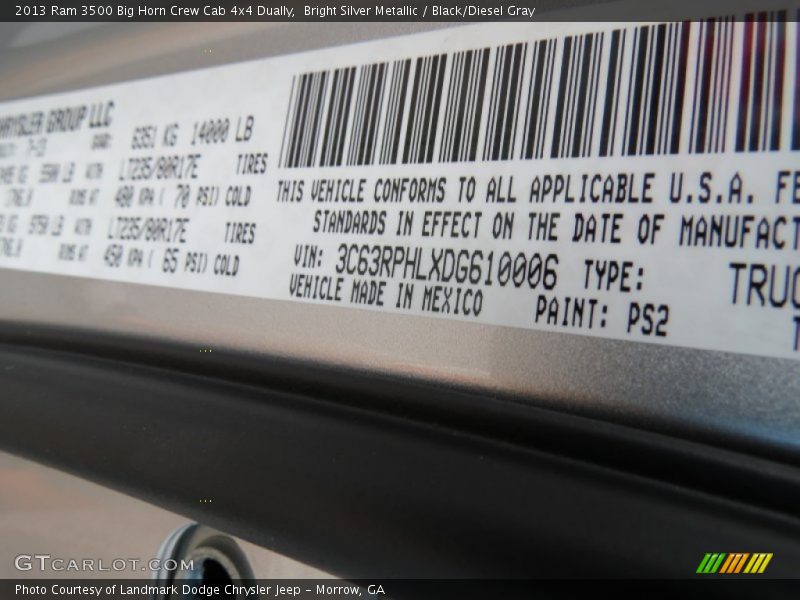 2013 Ram 3500 Big Horn Crew Cab 4x4 Dually,  Bright Silver Metallic / Black/Diesel Gray
HRYSLER GROUP LLC
6351 KG 14000 LB
LT235/80R17E TIRES
480 KPA ( 70 PSI) COLD
LT235/80R17E TIRES
450 KPA ( 65 PSI) COLD
THIS VEHICLE CONFORMS TO ALL APPLICABLE U.S.A. FE
STANDARDS IN EFFECT ON THE DATE OF MANUFACT
VIN: 3C63RPHLXDG610006 TYPE: TRUC
VEHICLE MADE IN MEXICO PAINT: PS2
GTCARLOT.COM
Photo Courtesy of Landmark Dodge Chrysler Jeep - Morrow, GA